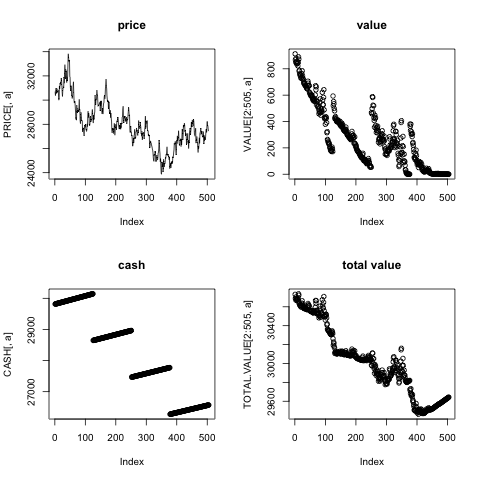 price
PRICE[, a]
32000
28000
24000
0 100 200 300 400 500
Index
value
VALUE[2:505, a]
800
600
400
200
0
0 100 200 300 400 500
Index
cash
CASH[, a]
29000
27000
0 100 200 300 400 500
Index
total value
TOTAL.VALUE[2:505, a]
30400
30000
29600
0 100 200 300 400 500
Index